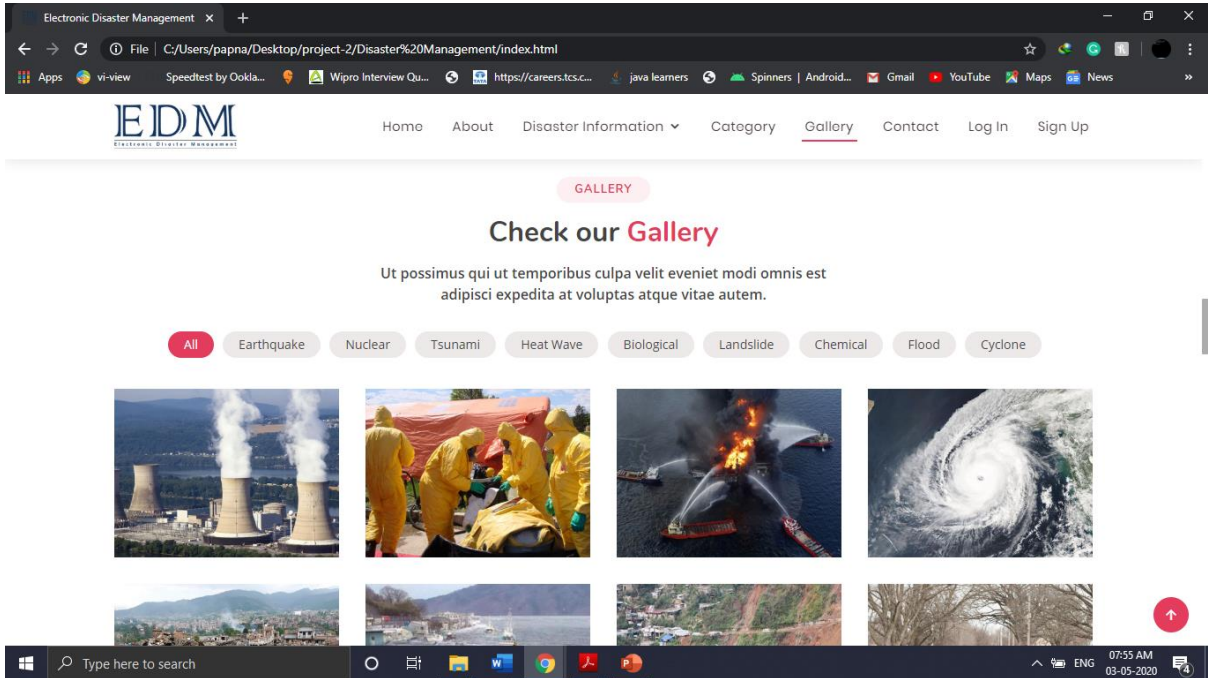 Electronic Disaster Management
File | C:/Users/papna/Desktop/project-2/Disaster%20Management/index.html
Apps vi-view Speedtest by Ookla... Wipro Interview Qu... https://careers.tcs.c... java learners Spinners | Android... Gmail YouTube Maps News »
EDM
Electronic Disaster Management
Home About Disaster Information Category Gallery Contact Log In Sign Up
GALLERY
Check our Gallery
Ut possimus qui ut temporibus culpa velit eveniet modi omnis est
adipisci expedita at voluptas atque vitae autem.
All Earthquake Nuclear Tsunami Heat Wave Biological Landslide Chemical Flood Cyclone
Type here to search
ENG
07:55 AM
03-05-2020
4